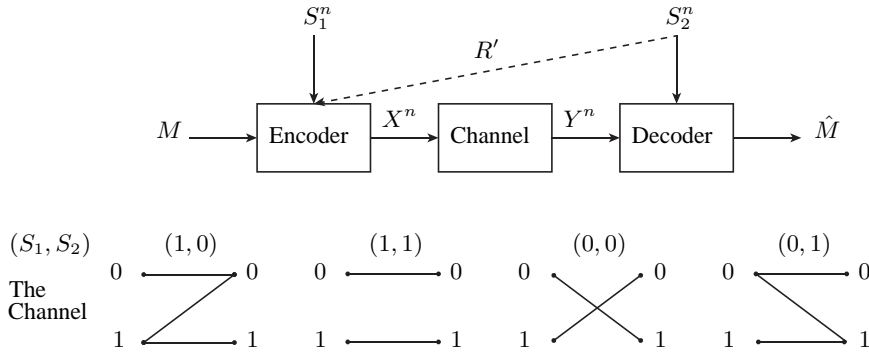 S_1^n S_2^n
R'
M Encoder X^n Channel Y^n Decoder \hat{M}
(S_1, S_2) (1, 0) (1, 1) (0, 0) (0, 1)
0 0 0 0 0 0 0 0
The
Channel
1 1 1 1 1 1 1 1